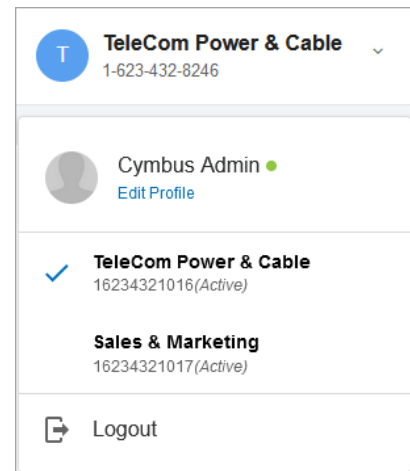 T
TeleCom Power & Cable
1-623-432-8246
Cymbus Admin
Edit Profile
TeleCom Power & Cable
16234321016(Active)
Sales & Marketing
16234321017(Active)
Logout